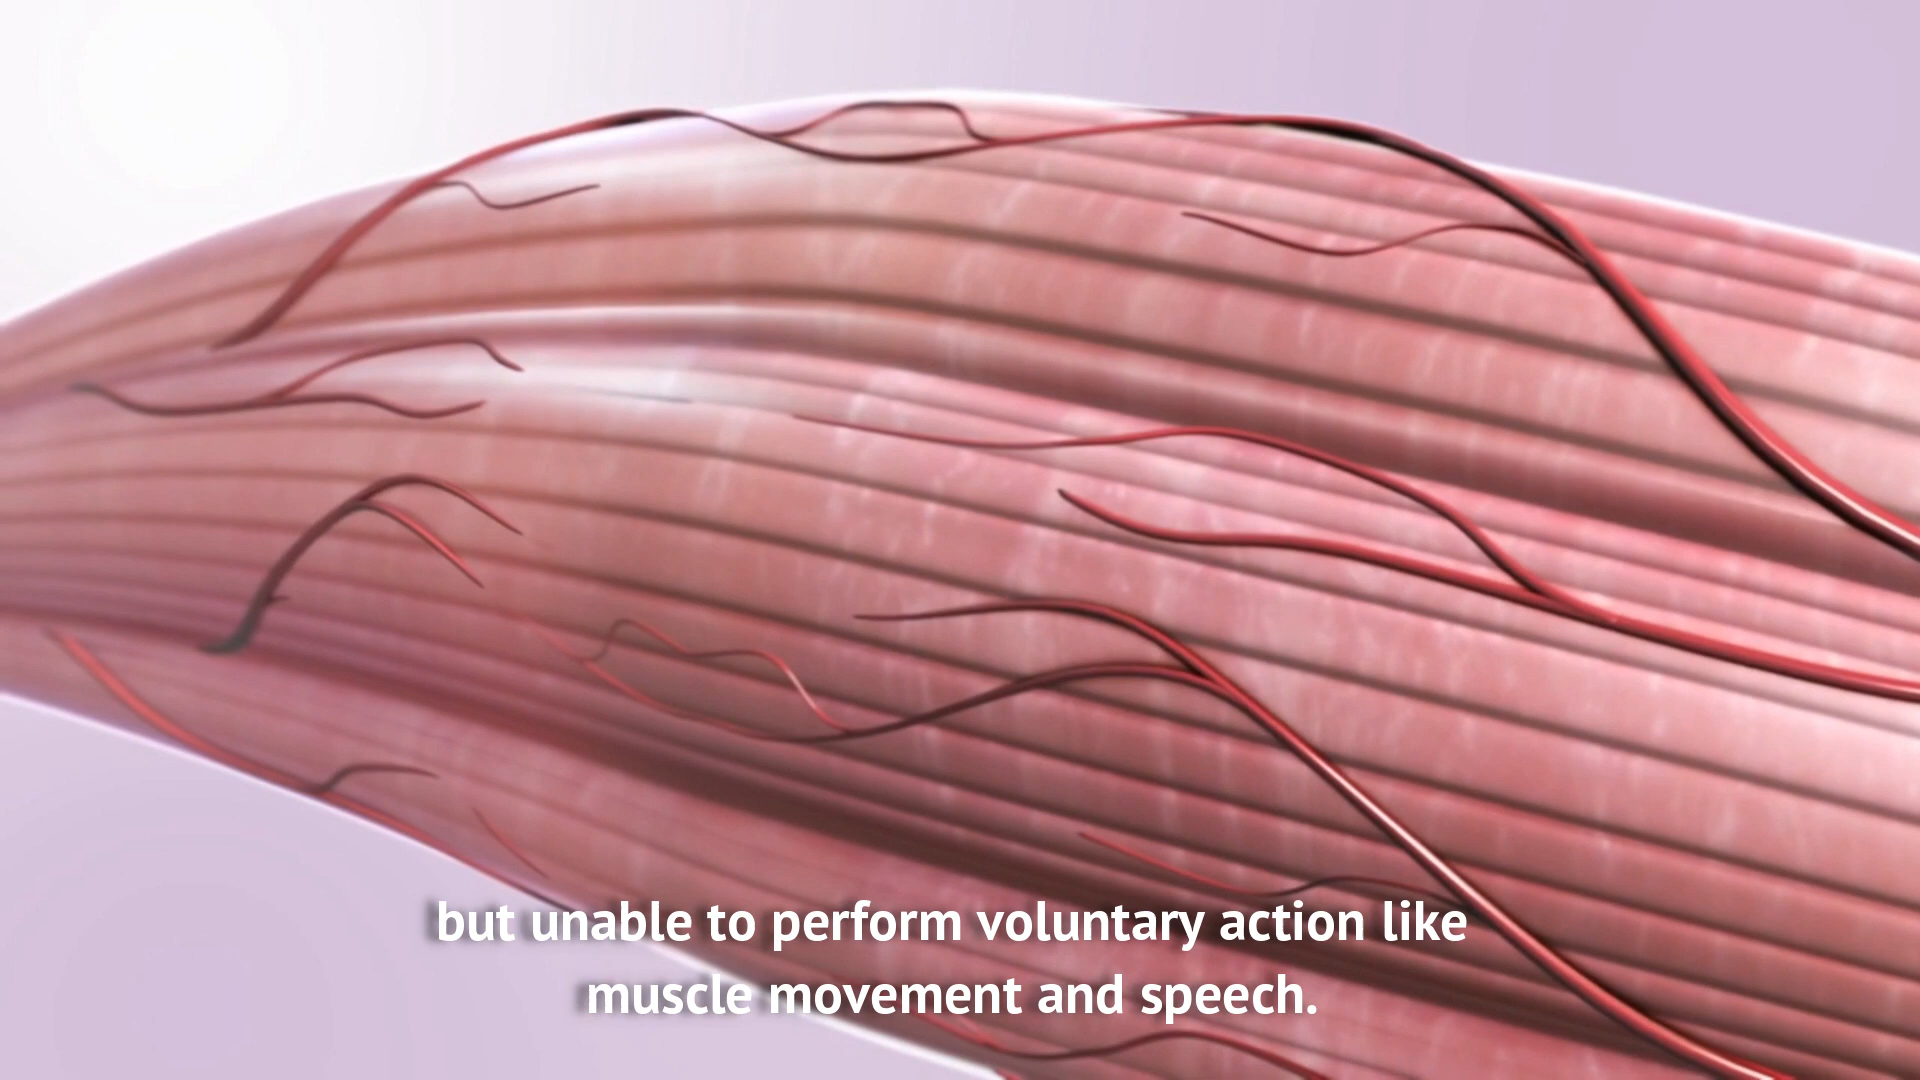 but unable to perform voluntary action like
muscle movement and speech.